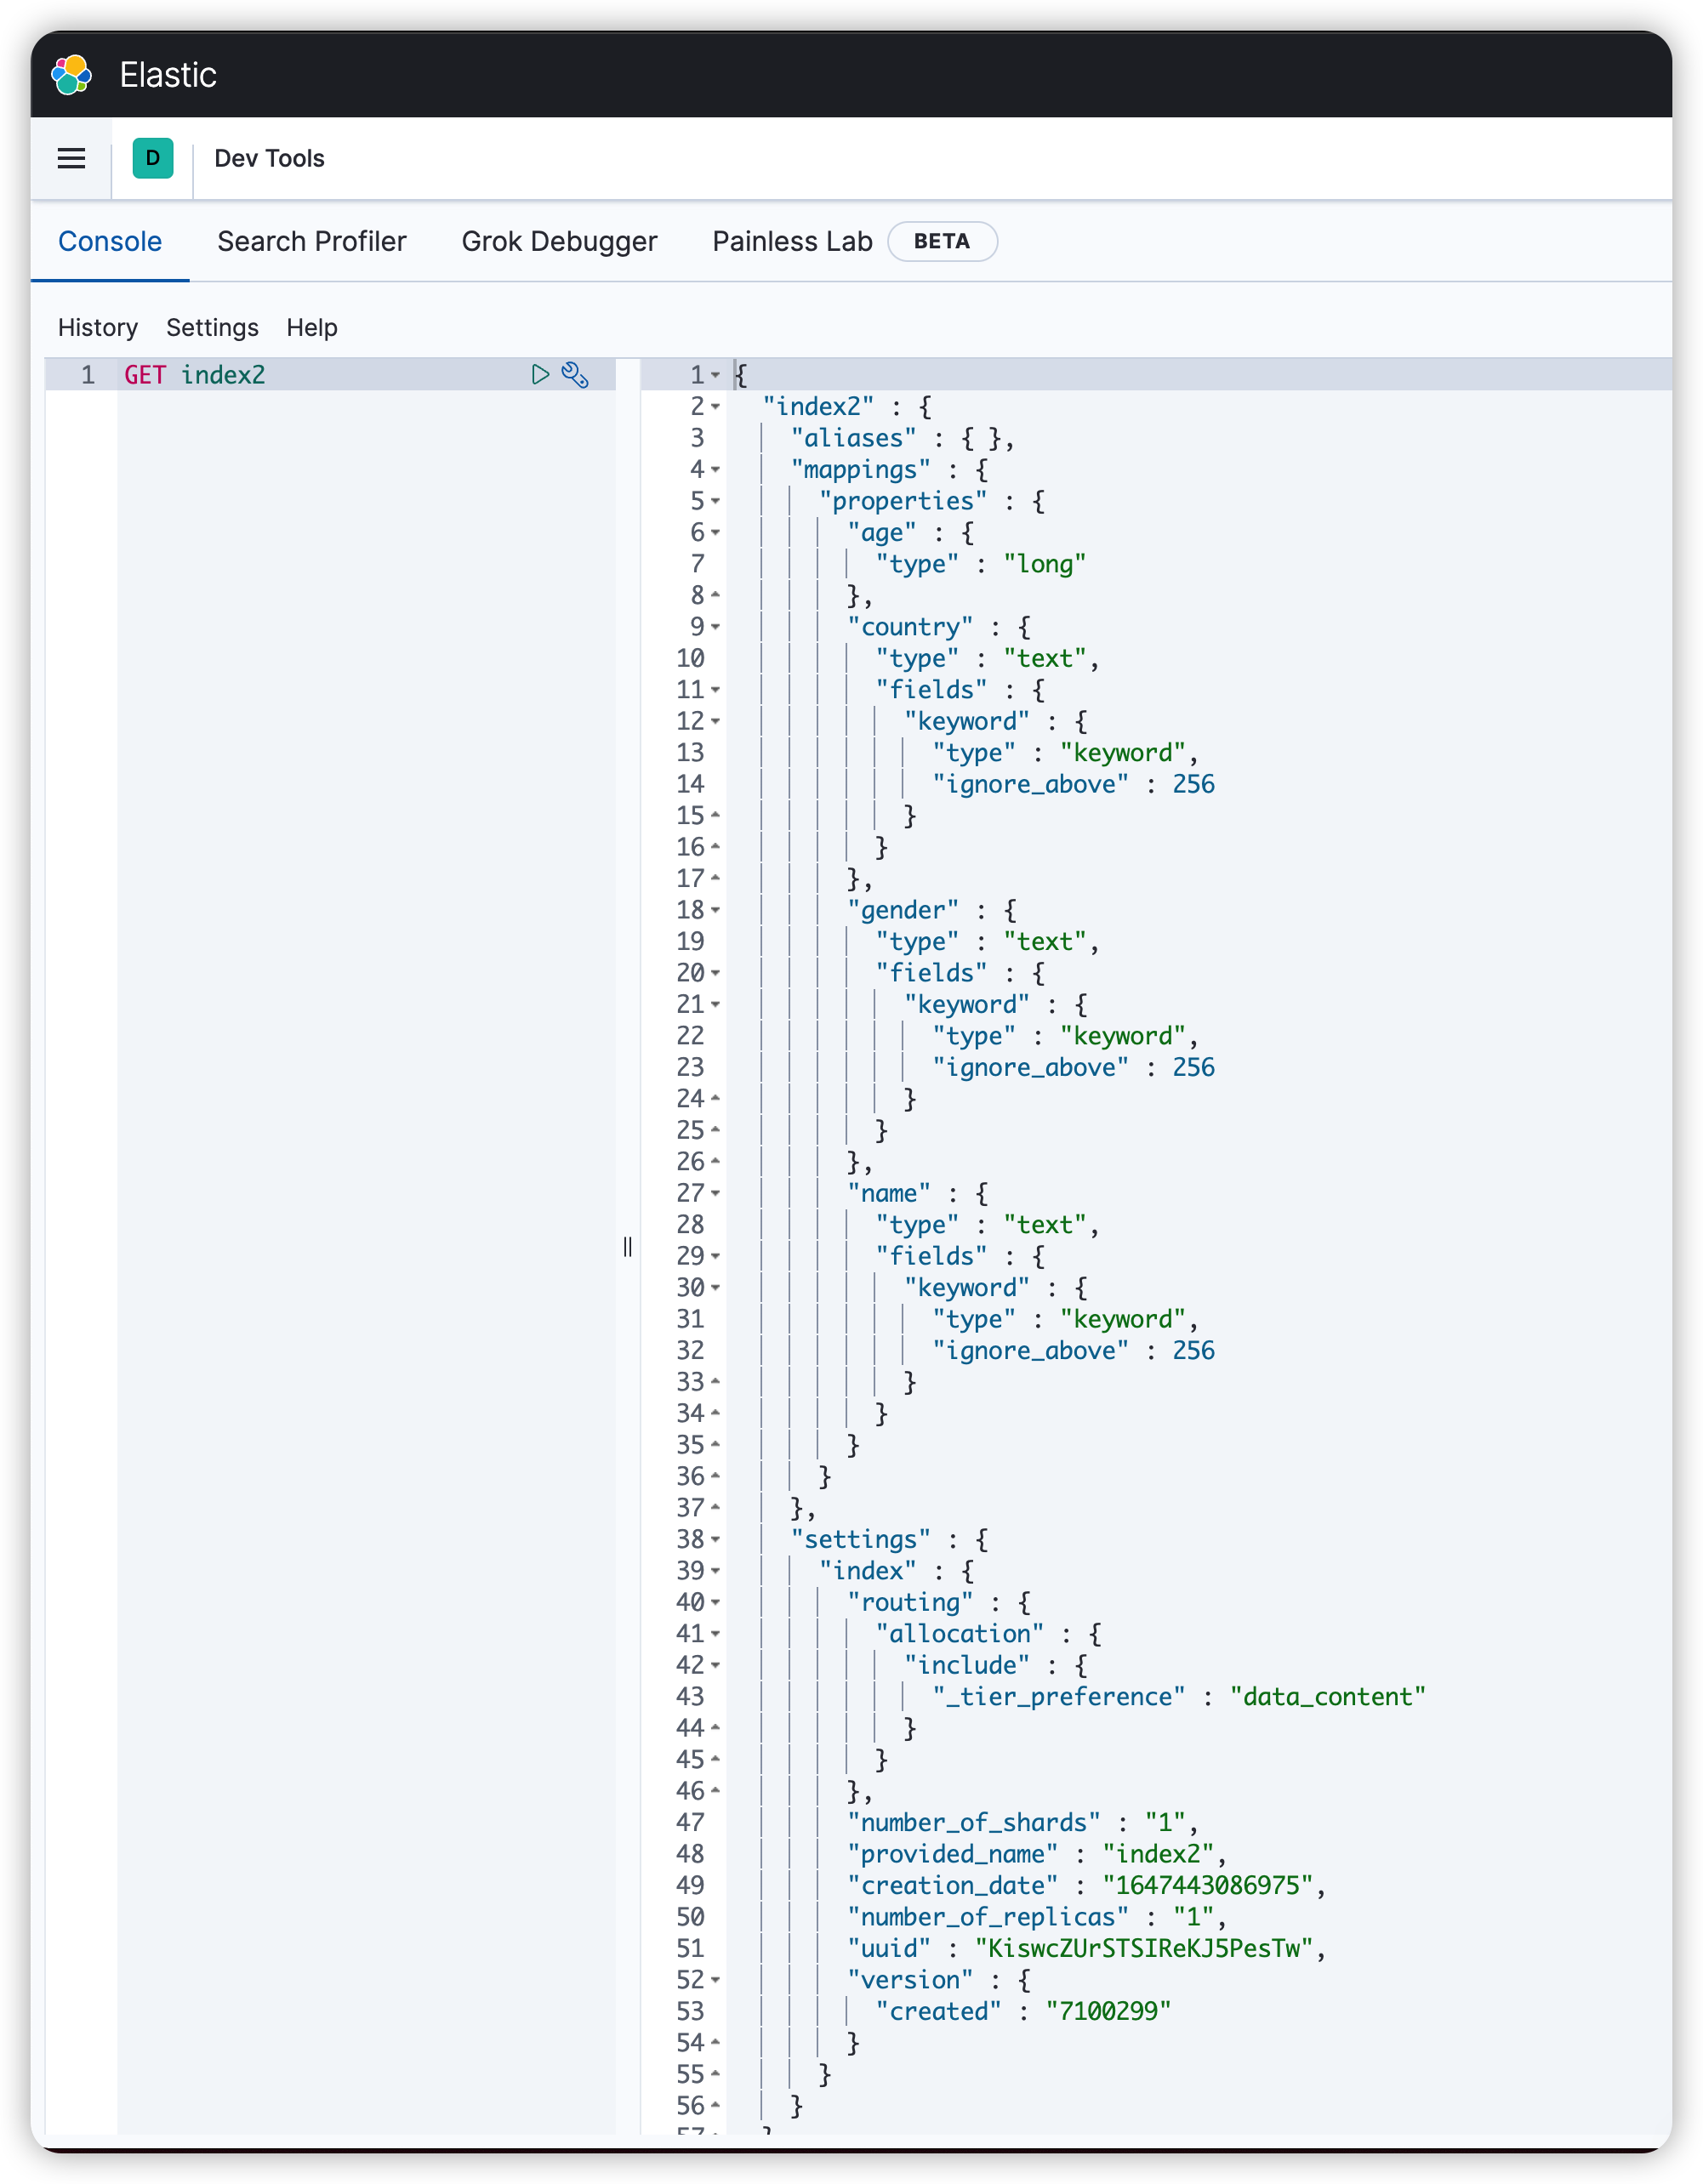 Elastic
D Dev Tools
Console Search Profiler Grok Debugger Painless Lab BETA
History Settings Help
1 GET index2
1 {
2 "index2" : {
3 "aliases" : { },
4 "mappings" : {
5 "properties" : {
6 "age" : {
7 "type" : "long"
8 },
9 "country" : {
10 "type" : "text",
11 "fields" : {
12 "keyword" : {
13 "type" : "keyword",
14 "ignore_above" : 256
15 }
16 }
17 },
18 "gender" : {
19 "type" : "text",
20 "fields" : {
21 "keyword" : {
22 "type" : "keyword",
23 "ignore_above" : 256
24 }
25 }
26 },
27 "name" : {
28 "type" : "text",
29 "fields" : {
30 "keyword" : {
31 "type" : "keyword",
32 "ignore_above" : 256
33 }
34 }
35 }
36 }
37 },
38 "settings" : {
39 "index" : {
40 "routing" : {
41 "allocation" : {
42 "include" : {
43 "_tier_preference" : "data_content"
44 }
45 }
46 },
47 "number_of_shards" : "1",
48 "provided_name" : "index2",
49 "creation_date" : "1647443086975",
50 "number_of_replicas" : "1",
51 "uuid" : "KiswcZUrSTSIReKJ5PesTw",
52 "version" : {
53 "created" : "7100299"
54 }
55 }
56 }
57 }